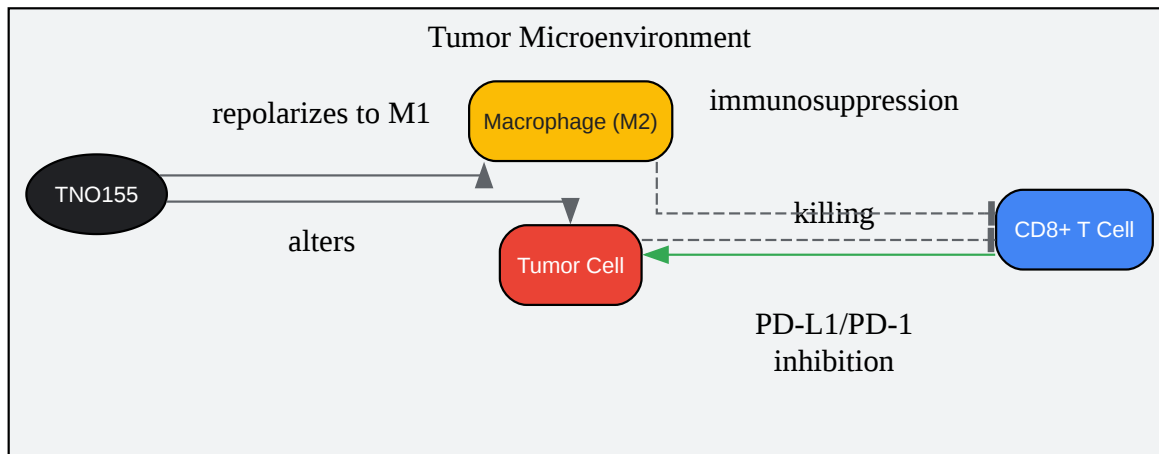 Tumor Microenvironment
repolarizes to M1
Macrophage (M2)
immunosuppression
TNO155
killing
CD8+ T Cell
alters
Tumor Cell
PD-L1/PD-1
inhibition